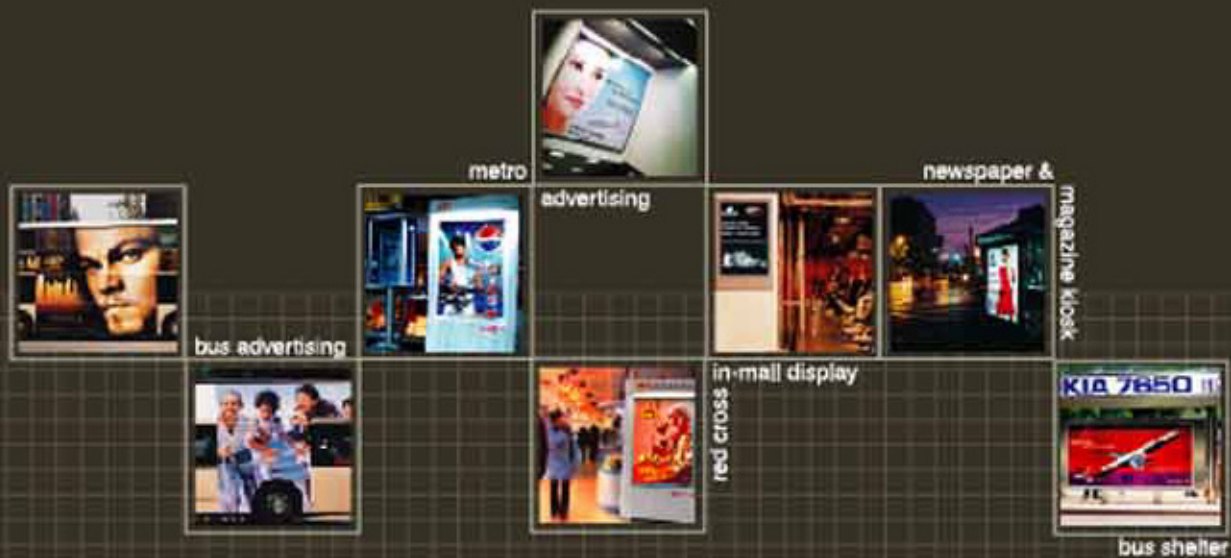 metro
advertising
newspaper &
magazine kiosk
bus advertising
in-mall display
red cross
KIA 7650
bus shelter